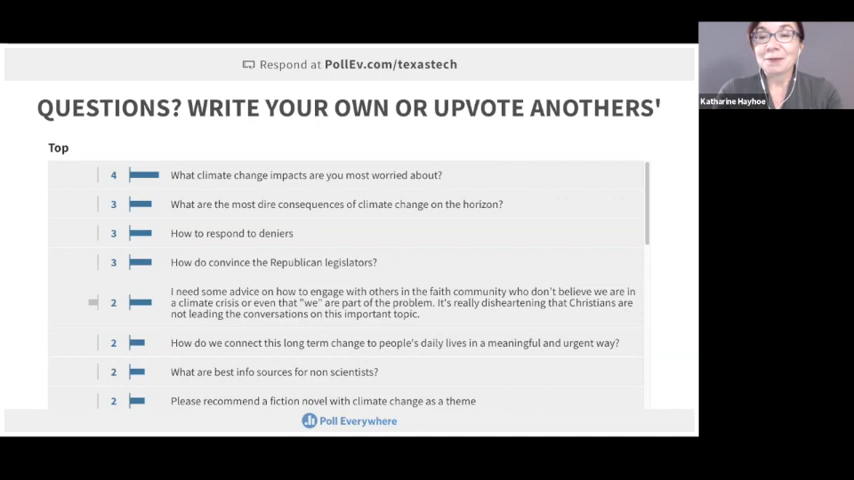 Respond at PollEv.com/texastech
QUESTIONS? WRITE YOUR OWN OR UPVOTE ANOTHERS'
Katharine Hayhoe
Top
4 What climate change impacts are you most worried about?
3 What are the most dire consequences of climate change on the horizon?
3 How to respond to deniers
3 How do convince the Republican legislators?
I need some advice on how to engage with others in the faith community who don't believe we are in
2 a climate crisis or even that "we" are part of the problem. It's really disheartening that Christians are
not leading the conversations on this important topic.
2 How do we connect this long term change to people's daily lives in a meaningful and urgent way?
2 What are best info sources for non scientists?
2 Please recommend a fiction novel with climate change as a theme
Poll Everywhere